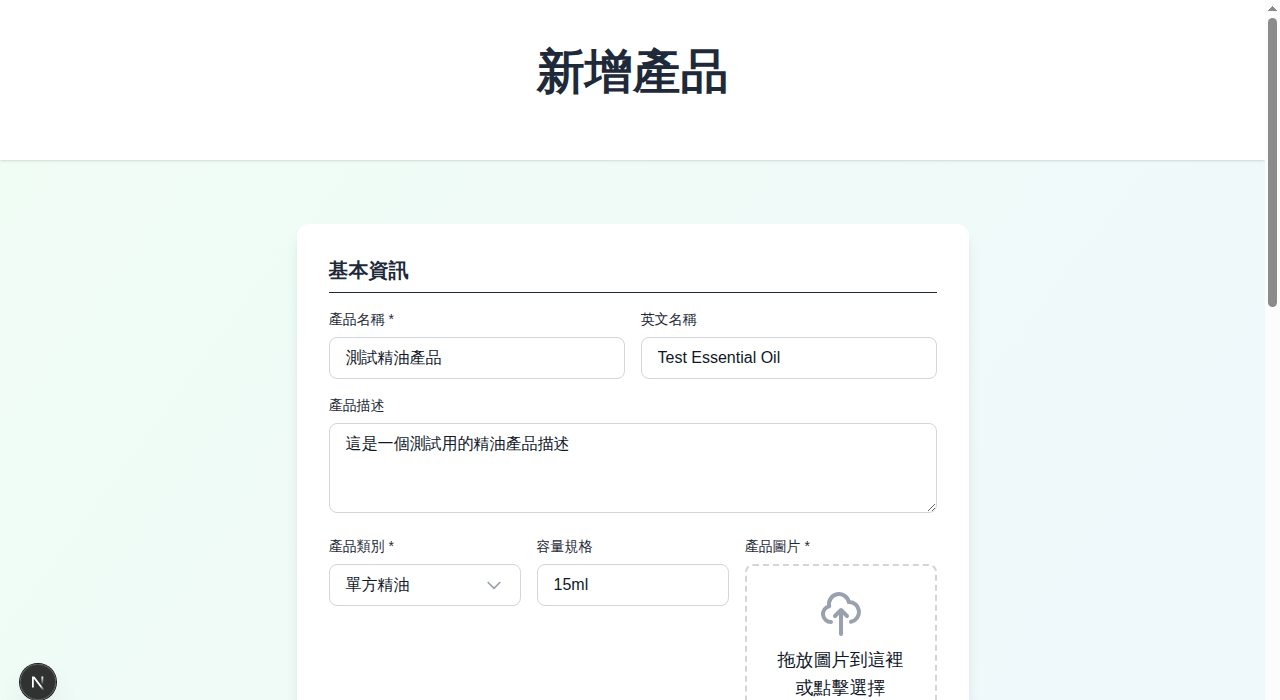 新增產品
基本資訊
產品名稱 *
英文名稱
測試精油產品
Test Essential Oil
產品描述
這是一個測試用的精油產品描述
產品類別 *
容量規格
產品圖片 *
單方精油
15ml
拖放圖片到這裡
或點擊選擇
N